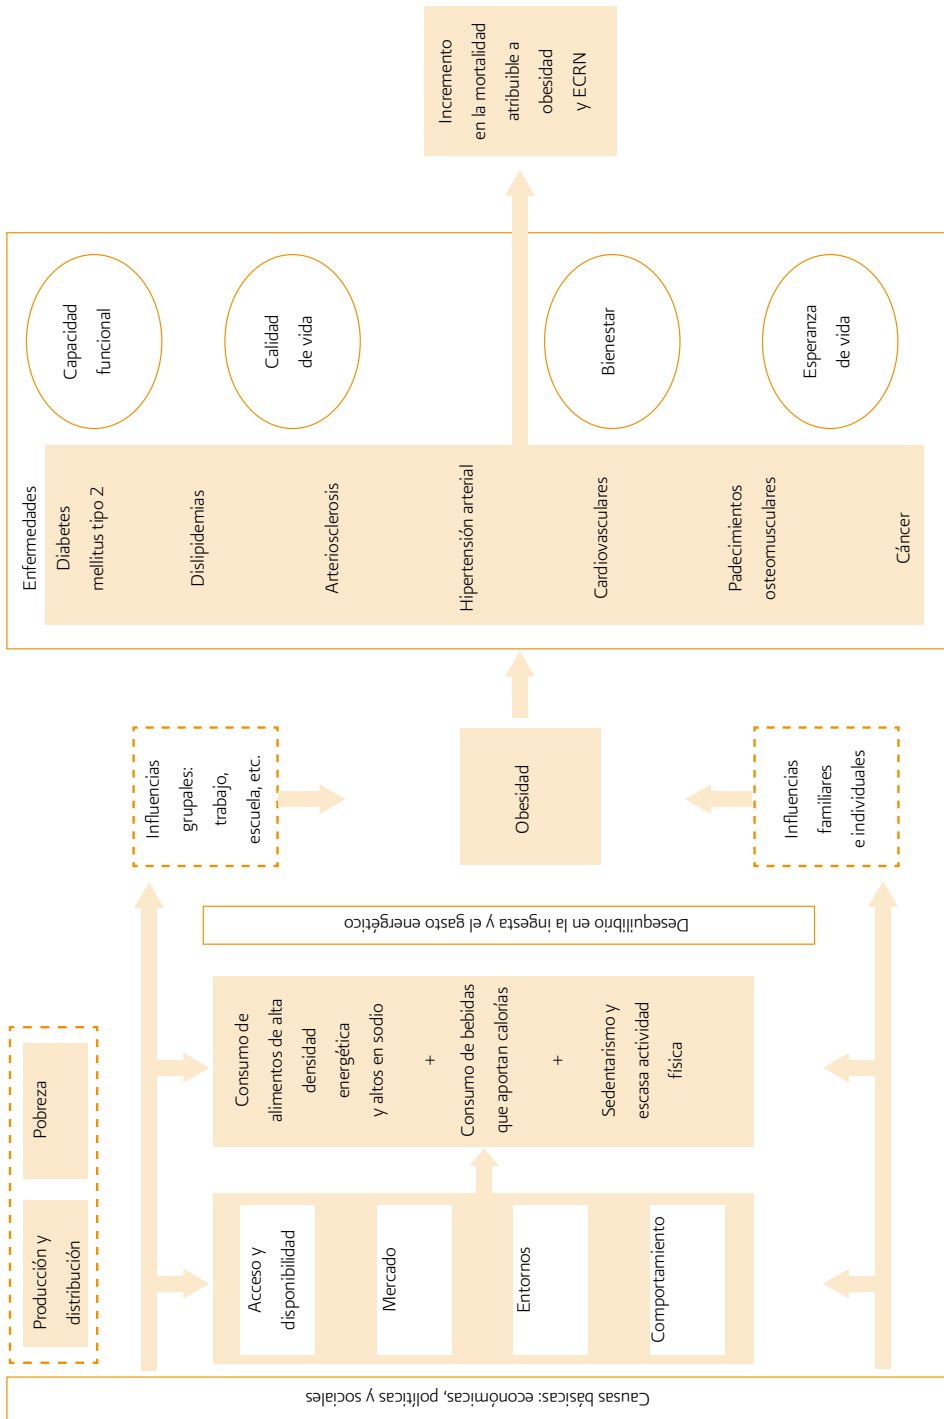 Causas básicas: económicas, políticas y sociales
Producción y
distribución
Pobreza
Acceso y
disponibilidad
Mercado
Entornos
Comportamiento
Consumo de
alimentos de alta
densidad
energética
y altos en sodio
+
Consumo de bebidas
que aportan calorías
+
Sedentarismo y
escasa actividad
física
Desequilibrio en la ingesta y el gasto energético
Influencias
grupales:
trabajo,
escuela, etc.
Obesidad
Influencias
familiares
e individuales
Enfermedades
Diabetes
mellitus tipo 2
Dislipidemias
Arteriosclerosis
Hipertensión arterial
Cardiovasculares
Padecimientos
osteomusculares
Cáncer
Capacidad
funcional
Calidad
de vida
Bienestar
Esperanza
de vida
Incremento
en la mortalidad
atribuible a
obesidad
y ECRN